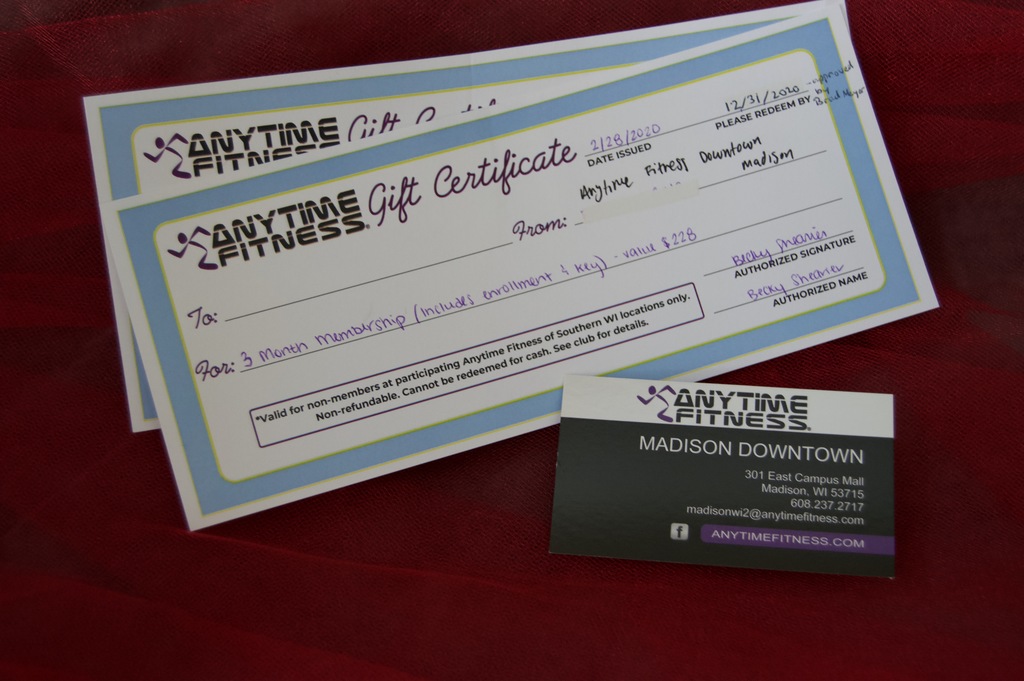 ANYTIME
FITNESS
ANYTIME
FITNESS®
Gift Certificate
2/28/2020
DATE ISSUED
12/31/2020
PLEASE REDEEM BY
- approved
by
To:
From: Anytime Fitness Downtown
Madison
For: 3 Month Membership (includes enrollment & key) - value $228
Becky Shearier
AUTHORIZED SIGNATURE
Becky Shearier
AUTHORIZED NAME
*Valid for non-members at participating Anytime Fitness of Southern WI locations only.
Non-refundable. Cannot be redeemed for cash. See club for details.
ANYTIME
FITNESS®
MADISON DOWNTOWN
301 East Campus Mall
Madison, WI 53715
608.237.2717
madisonwi2@anytimefitness.com
f ANYTIMEFITNESS.COM